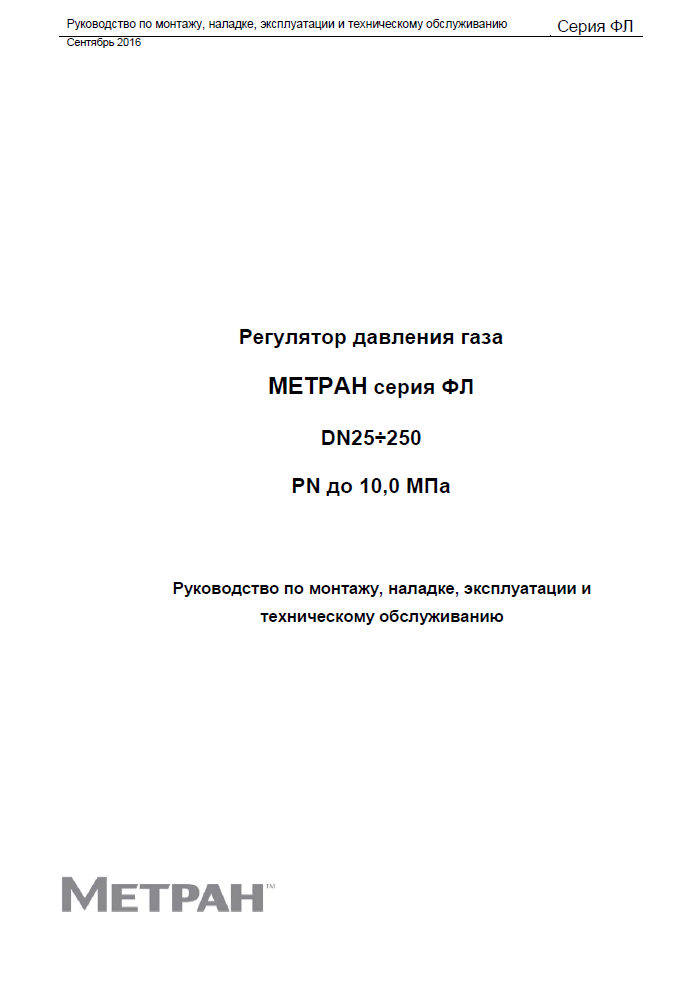 Руководство по монтажу, наладке, эксплуатации и техническому обслуживанию
Серия ФЛ
Сентябрь 2016
Регулятор давления газа
МЕТРАН серия ФЛ
DN25÷250
PN до 10,0 МПа
Руководство по монтажу, наладке, эксплуатации и
техническому обслуживанию
МЕТРАН™